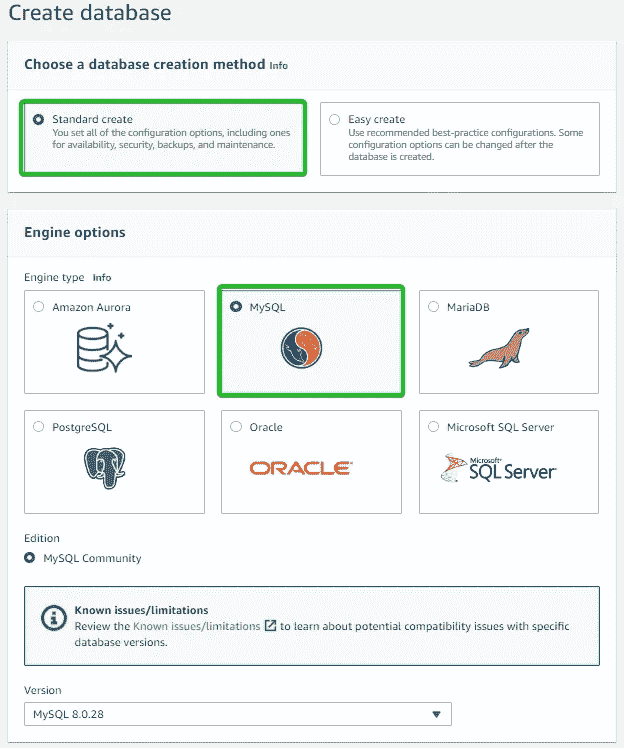 Create database
Choose a database creation method Info
Standard create
You set all of the configuration options, including ones
for availability, security, backups, and maintenance.
Easy create
Use recommended best-practice configurations. Some
configuration options can be changed after the
database is created.
Engine options
Engine type Info
Amazon Aurora
MySQL
MariaDB
PostgreSQL
Oracle
Microsoft SQL Server
ORACLE
Microsoft
SQL Server
Edition
MySQL Community
Known issues/limitations
Review the Known issues/limitations to learn about potential compatibility issues with specific
database versions.
Version
MySQL 8.0.28